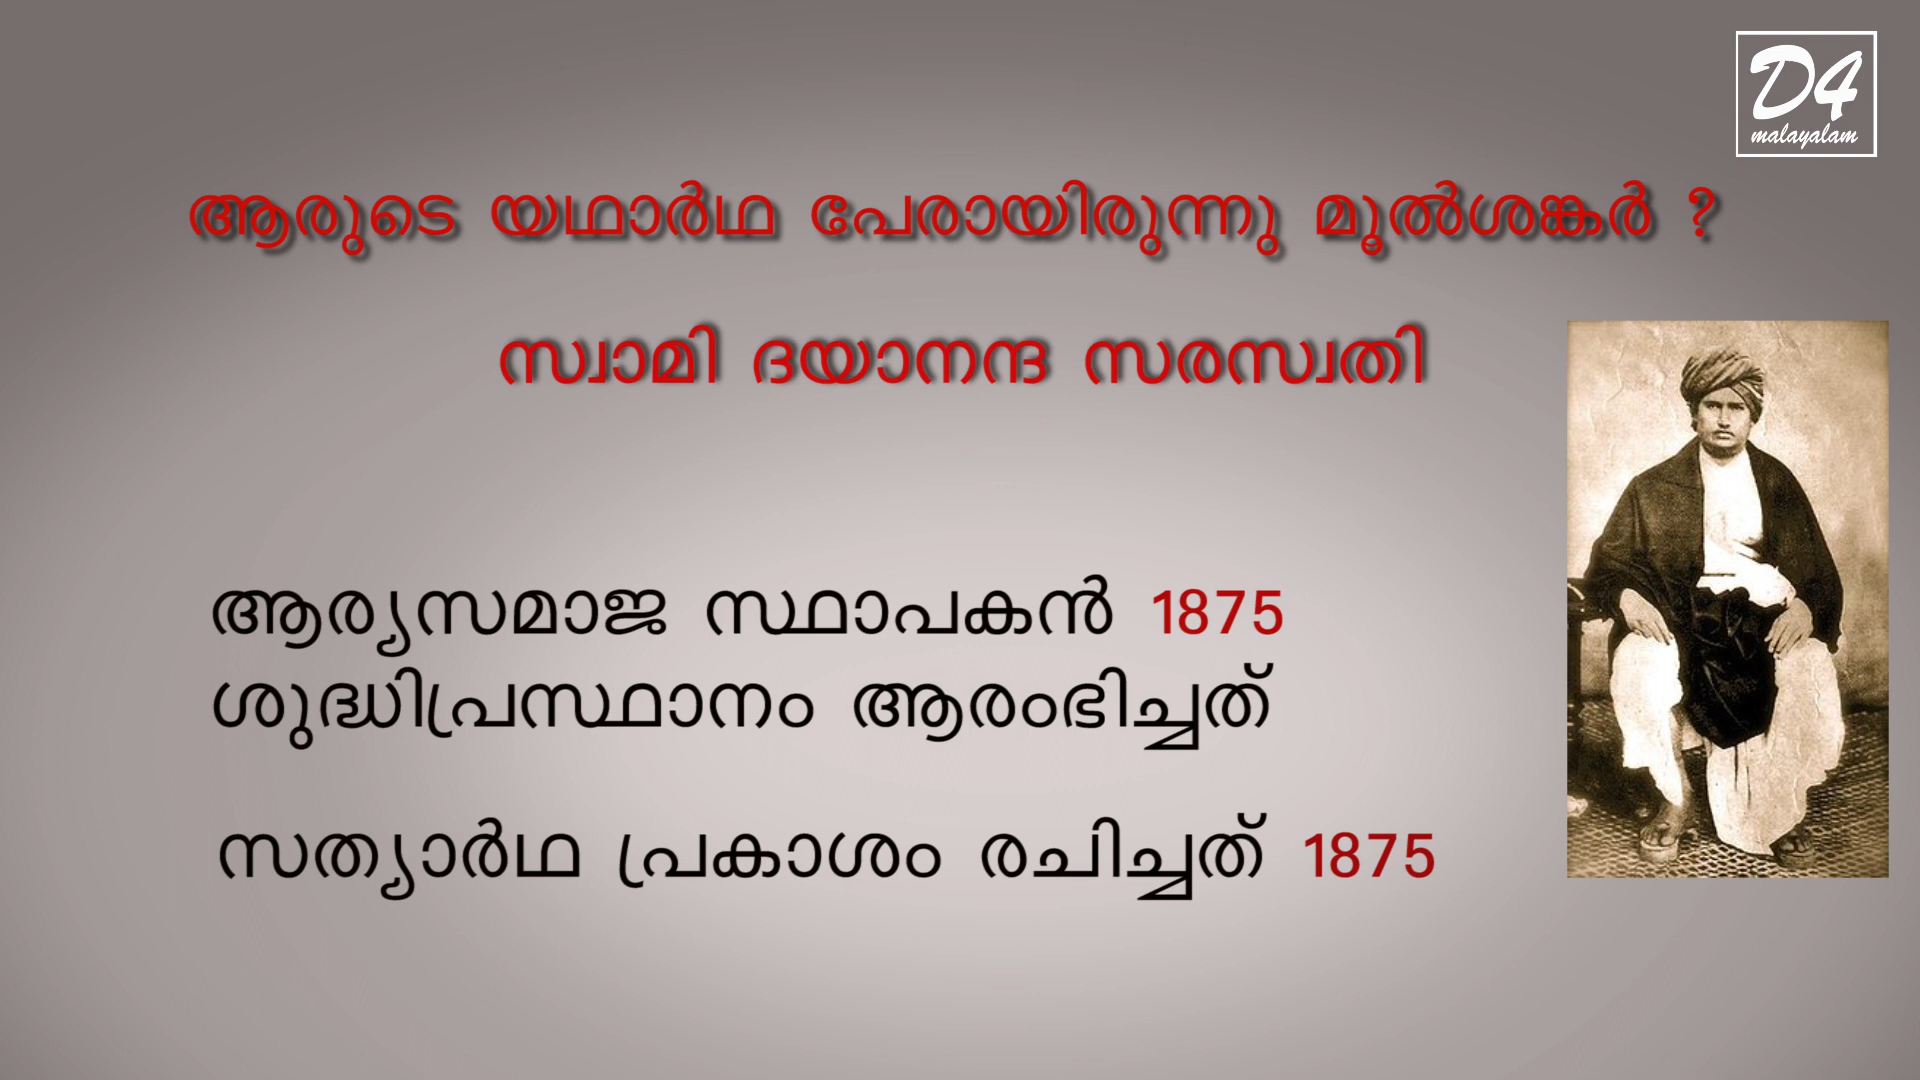 D4
malayalam
ആരുടെ യഥാർഥ പേരായിരുന്നു മൂൽശങ്കർ ?
സ്വാമി ദയാനന്ദ സരസ്വതി
ആര്യസമാജ സ്ഥാപകൻ 1875
ശുദ്ധിപ്രസ്ഥാനം ആരംഭിച്ചത്
സത്യാർഥ പ്രകാശം രചിച്ചത് 1875